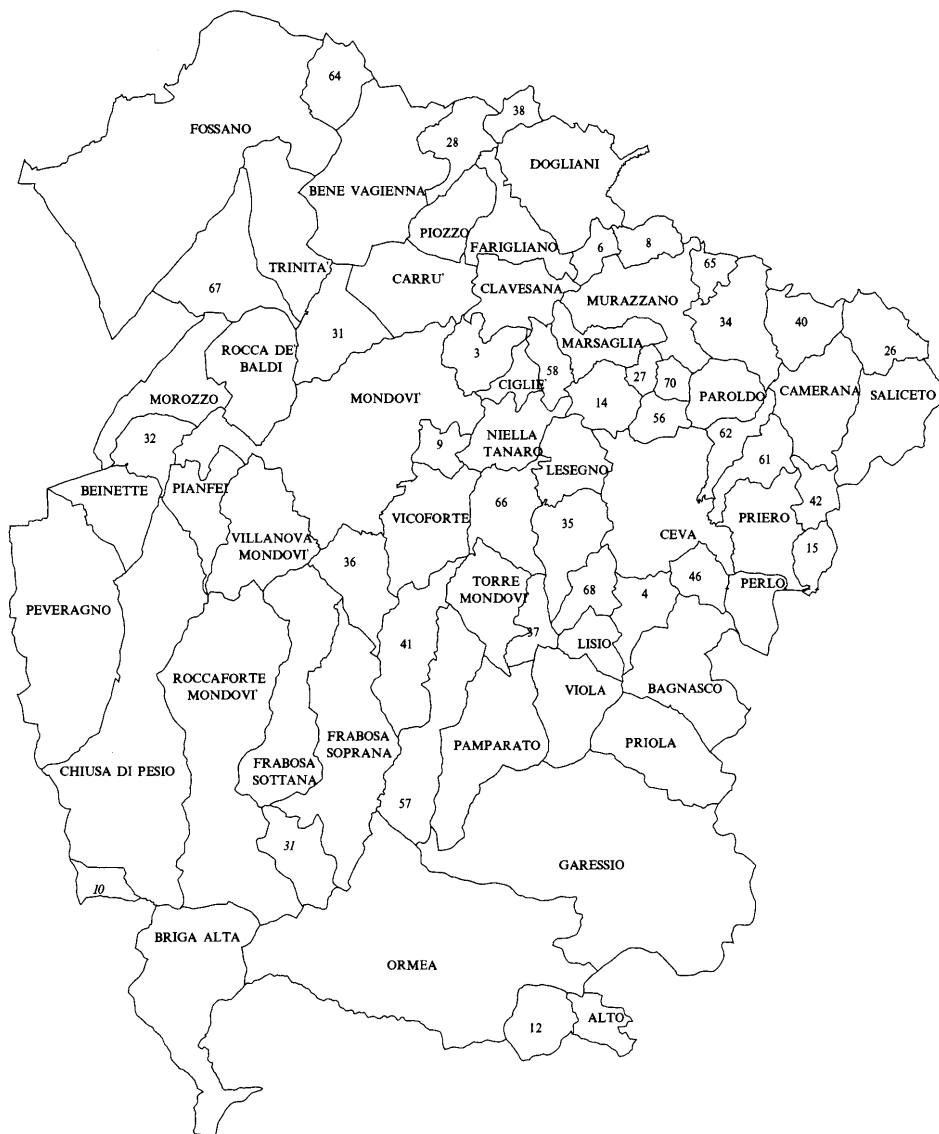 64
38
FOSSANO
28
DOGLIANI
BENE VAGIENNA
PIOZZO
FARIGLIANO
6
8
TRINITA'
65
67
CARRU'
CLAVESANA
MURAZZANO
34
40
31
ROCCA DE'
BALDI
3
58
MARSAGLIA
26
MOROZZO
MONDOVI'
CIGLIE'
27
70
PAROLDO
CAMERANA
SALICETO
14
56
32
9
NIELLA
TANARO
62
61
BEINETTE
PIANFEI
LESEGNO
VILLANOVA
MONDOVI'
VICOFORTE
66
35
CEVA
PRIERO
42
15
36
TORRE
MONDOVI'
68
4
46
PERLO
PEVERAGNO
41
37
LISIO
ROCCAFORTE
MONDOVI'
VIOLA
BAGNASCO
FRABOSA
SOPRANA
PAMPARATO
PRIOLA
CHIUSA DI PESIO
FRABOSA
SOTTANA
57
31
GARESSIO
10
BRIGA ALTA
ORMEA
12
ALTO